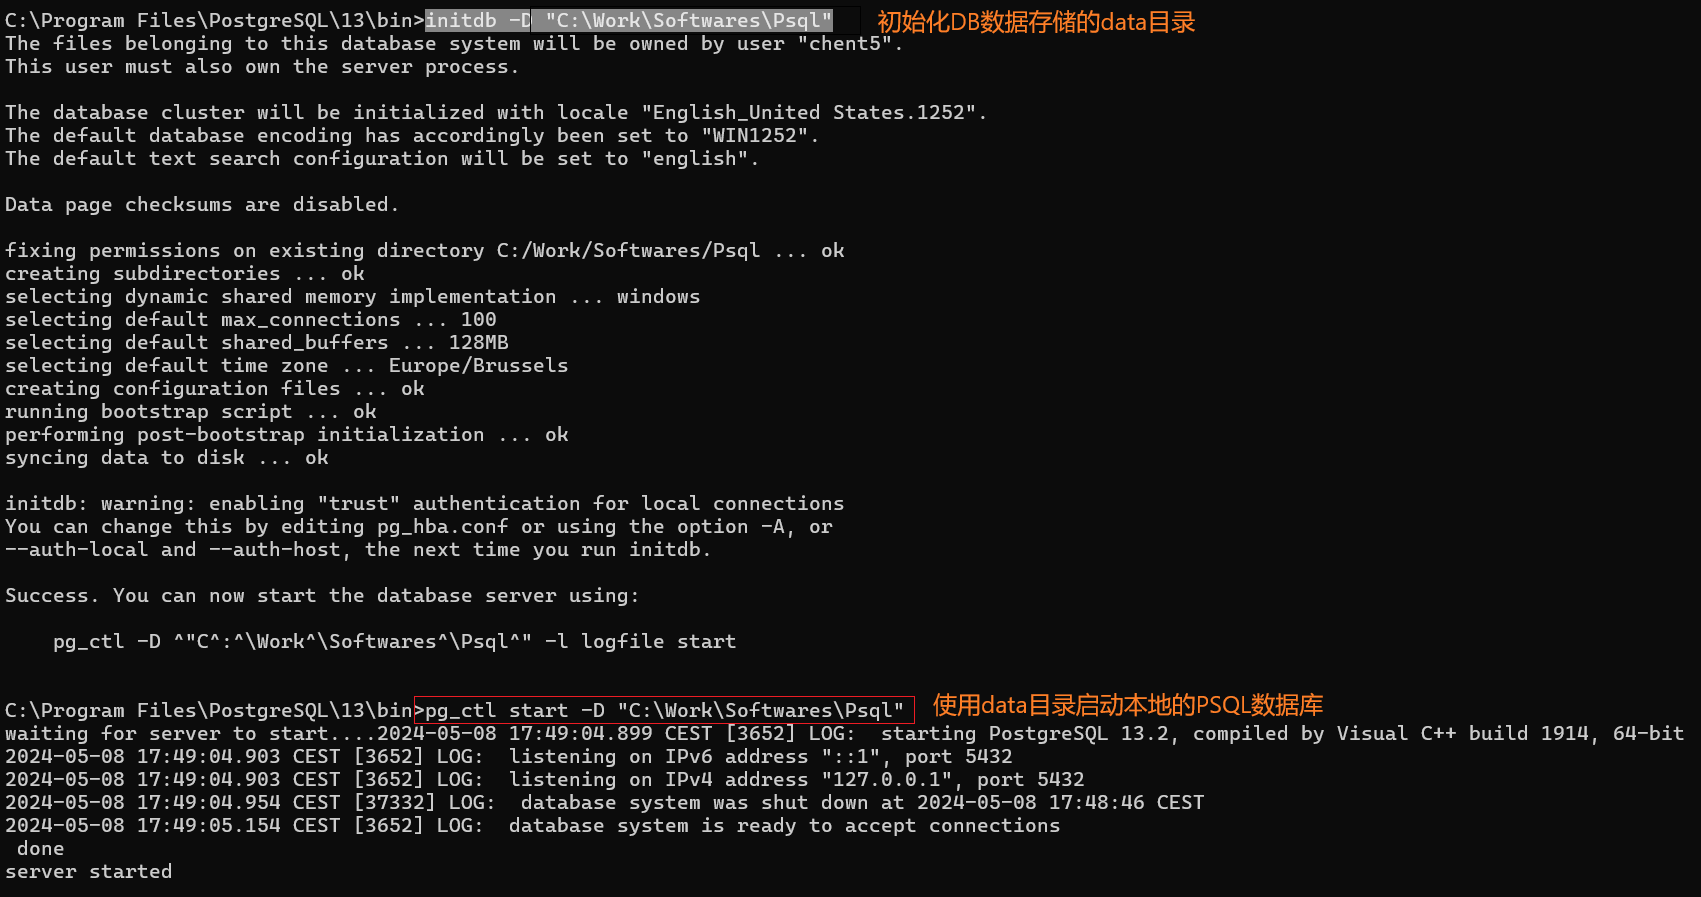 C:\Program Files\PostgreSQL\13\bin>initdb -D "C:\Work\Softwares\Psql" 初始化DB数据存储的data目录
The files belonging to this database system will be owned by user "chent5".
This user must also own the server process.
The database cluster will be initialized with locale "English_United States.1252".
The default database encoding has accordingly been set to "WIN1252".
The default text search configuration will be set to "english".
Data page checksums are disabled.
fixing permissions on existing directory C:/Work/Softwares/Psql ... ok
creating subdirectories ... ok
selecting dynamic shared memory implementation ... windows
selecting default max_connections ... 100
selecting default shared_buffers ... 128MB
selecting default time zone ... Europe/Brussels
creating configuration files ... ok
running bootstrap script ... ok
performing post-bootstrap initialization ... ok
syncing data to disk ... ok
initdb: warning: enabling "trust" authentication for local connections
You can change this by editing pg_hba.conf or using the option -A, or
--auth-local and --auth-host, the next time you run initdb.
Success. You can now start the database server using:
pg_ctl -D ^"C^:^\Work^\Softwares^\Psql^" -l logfile start
C:\Program Files\PostgreSQL\13\bin>pg_ctl start -D "C:\Work\Softwares\Psql" 使用data目录启动本地的PSQL数据库
waiting for server to start....2024-05-08 17:49:04.899 CEST [3652] LOG:  starting PostgreSQL 13.2, compiled by Visual C++ build 1914, 64-bit
2024-05-08 17:49:04.903 CEST [3652] LOG:  listening on IPv6 address "::1", port 5432
2024-05-08 17:49:04.903 CEST [3652] LOG:  listening on IPv4 address "127.0.0.1", port 5432
2024-05-08 17:49:04.954 CEST [37332] LOG:  database system was shut down at 2024-05-08 17:48:46 CEST
2024-05-08 17:49:05.154 CEST [3652] LOG:  database system is ready to accept connections
done
server started